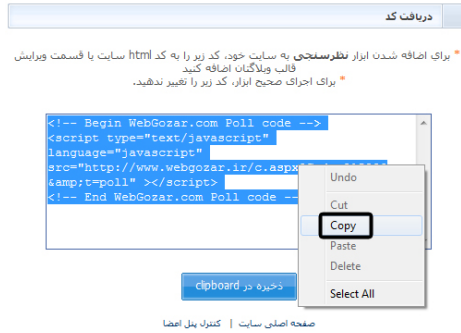 دریافت کد
* برای اضافه شدن ابزار نظرسنجی به سایت خود، کد زیر را به کد html سایت یا قسمت ویرایش
قالب وبلاگتان اضافه کنید
* برای اجرای صحیح ابزار، کد زیر را تغییر ندهید.
<!-- Begin WebGozar.com Poll code -->
<script type="text/javascript"
language="javascript"
src="http://www.webgozar.ir/c.aspx
&amp;t=poll" ></script>
<!-- End WebGozar.com Poll code --
Undo
Cut
Copy
Paste
Delete
Select All
ذخیره در clipboard
صفحه اصلی سایت | کنترل پنل اعضا